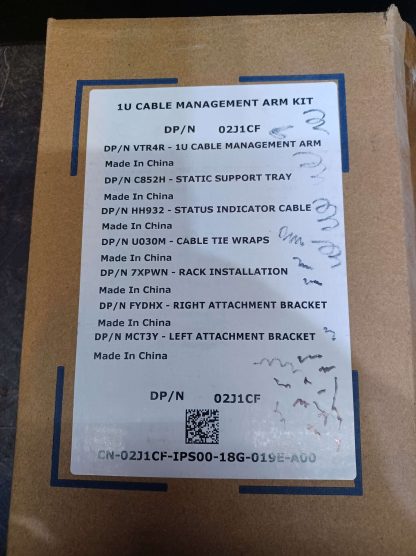 1U CABLE MANAGEMENT ARM KIT
DP/N 02J1CF
DP/N VTR4R - 1U CABLE MANAGEMENT ARM
Made In China
DP/N C852H - STATIC SUPPORT TRAY
Made In China
DP/N HH932 - STATUS INDICATOR CABLE
Made In China
DP/N U030M - CABLE TIE WRAPS
Made In China
DP/N 7XPWN - RACK INSTALLATION
Made In China
DP/N FYDHX - RIGHT ATTACHMENT BRACKET
Made In China
DP/N MCT3Y - LEFT ATTACHMENT BRACKET
Made In China
DP/N 02J1CF
CN-02J1CF-IPS00-18G-019E-A00